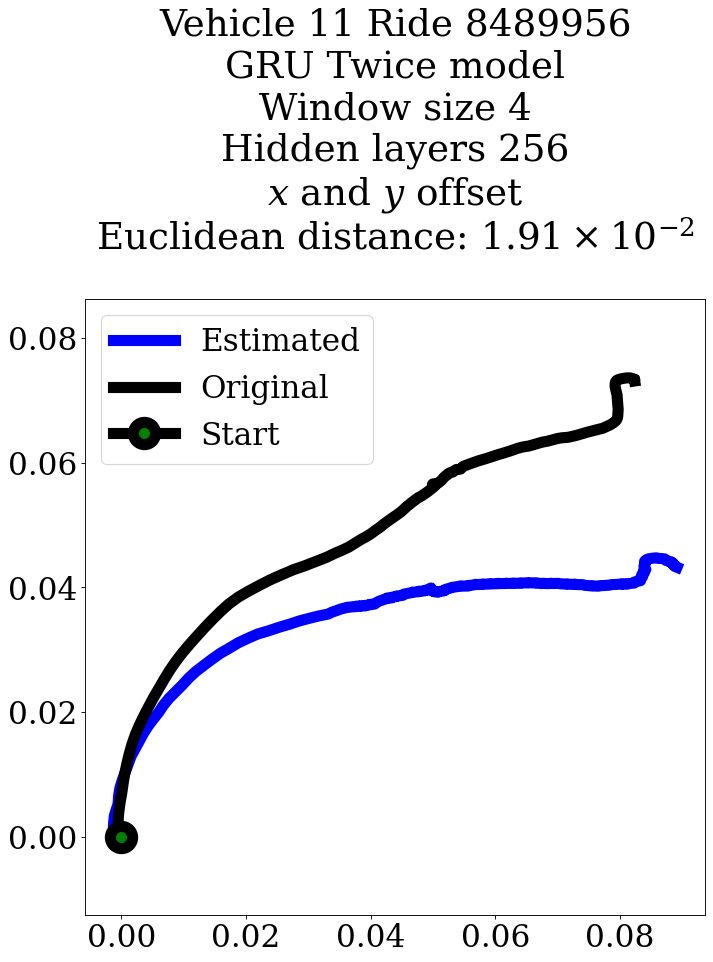 Vehicle 11 Ride 8489956
GRU Twice model
Window size 4
Hidden layers 256
x and y offset
Euclidean distance: 1.91 × 10⁻²
Estimated
Original
Start
0.08
0.06
0.04
0.02
0.00
0.00 0.02 0.04 0.06 0.08